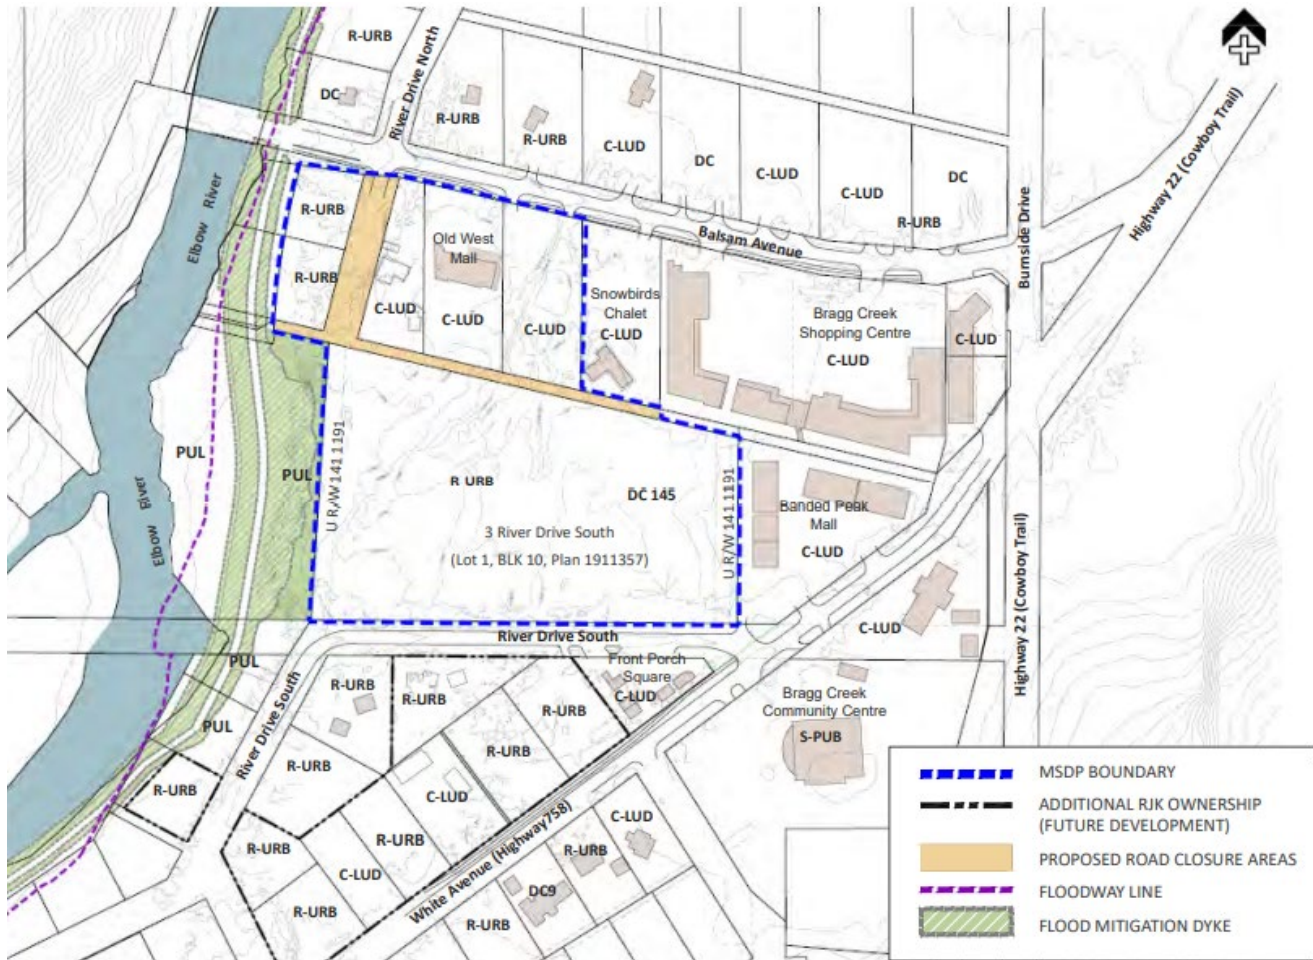 R-URB
River Drive North
DC
R-URB
R-URB
C-LUD
DC
C-LUD
C-LUD
DC
R-URB
Highway 22 (Cowboy Trail)
Burnside Drive
Balsam Avenue
Elbow River
R-URB
R-URB
Old West
Mall
C-LUD
C-LUD
C-LUD
Snowbirds
Chalet
C-LUD
Bragg Creek
Shopping Centre
C-LUD
C-LUD
PUL
Elbow River
PUL
U R/W 141 1191
R URB
DC 145
3 River Drive South
(Lot 1, BLK 10, Plan 1911357)
U R/W 141 1191
Banded Peak
Mall
C-LUD
Highway 22 (Cowboy Trail)
C-LUD
River Drive South
PUL
PUL
River Drive South
R-URB
R-URB
Front Porch
Square
C-LUD
R-URB
R-URB
Bragg Creek
Community Centre
S-PUB
R-URB
R-URB
C-LUD
R-URB
R-URB
C-LUD
R-URB
White Avenue (Highway758)
C-LUD
R-URB
DC9
R-URB
MSDP BOUNDARY
ADDITIONAL RJK OWNERSHIP
(FUTURE DEVELOPMENT)
PROPOSED ROAD CLOSURE AREAS
FLOODWAY LINE
FLOOD MITIGATION DYKE